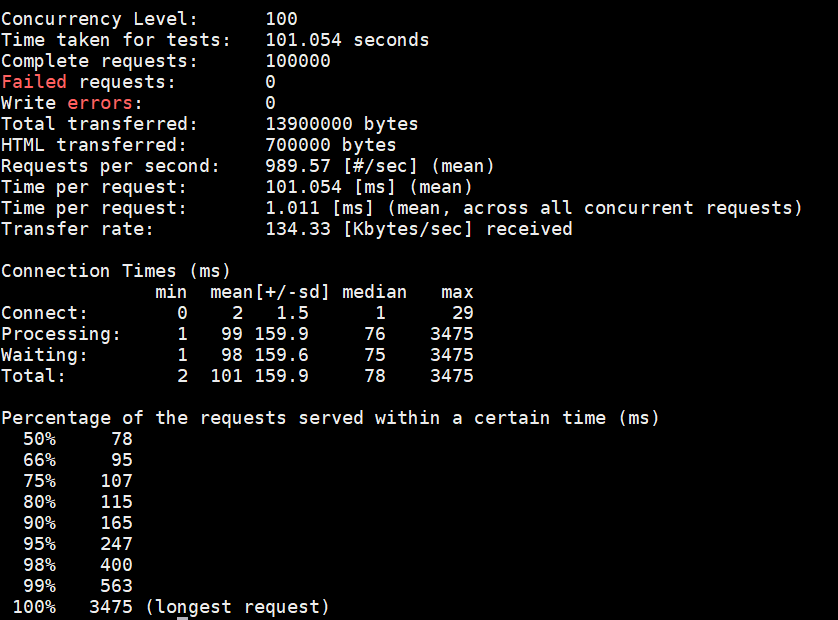 Concurrency Level:      100
Time taken for tests:   101.054 seconds
Complete requests:      100000
Failed requests:        0
Write errors:           0
Total transferred:      13900000 bytes
HTML transferred:       700000 bytes
Requests per second:    989.57 [#/sec] (mean)
Time per request:       101.054 [ms] (mean)
Time per request:       1.011 [ms] (mean, across all concurrent requests)
Transfer rate:          134.33 [Kbytes/sec] received

Connection Times (ms)
              min  mean[+/-sd] median   max
Connect:        0    2   1.5      1      29
Processing:     1   99 159.9     76    3475
Waiting:        1   98 159.6     75    3475
Total:          2  101 159.9     78    3475

Percentage of the requests served within a certain time (ms)
  50%     78
  66%     95
  75%    107
  80%    115
  90%    165
  95%    247
  98%    400
  99%    563
 100%   3475 (longest request)